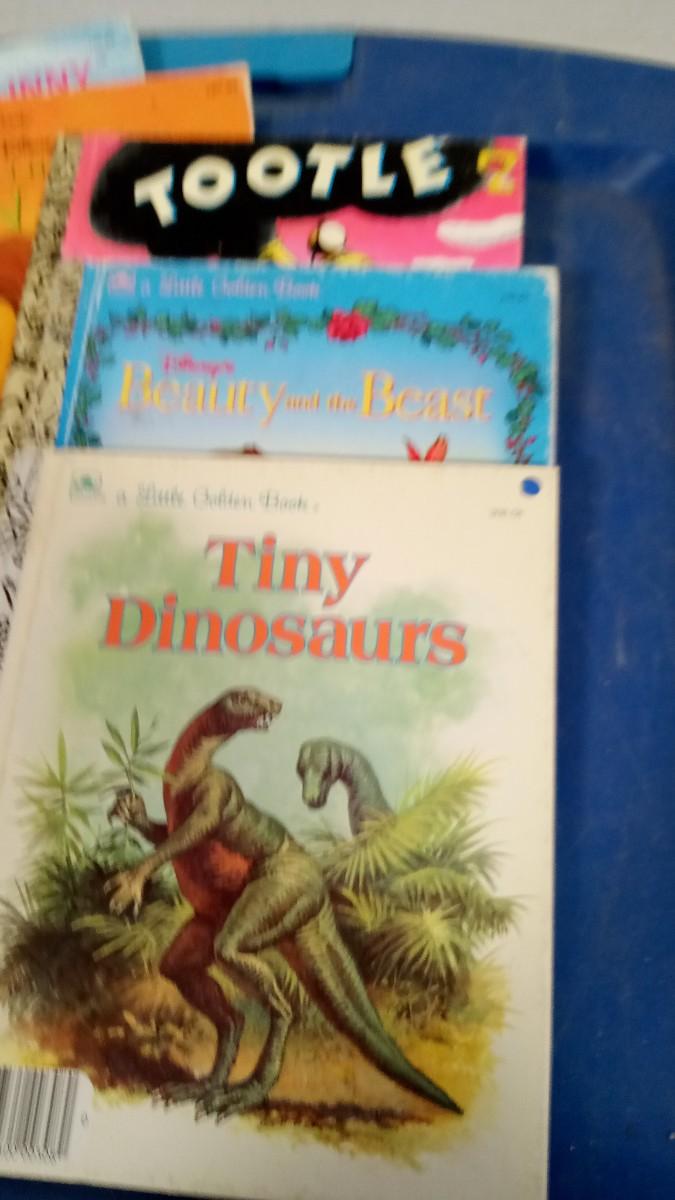 TOOTLE
a Little Golden Book
Disney's
Beauty and the Beast
a Little Golden Book
Tiny
Dinosaurs